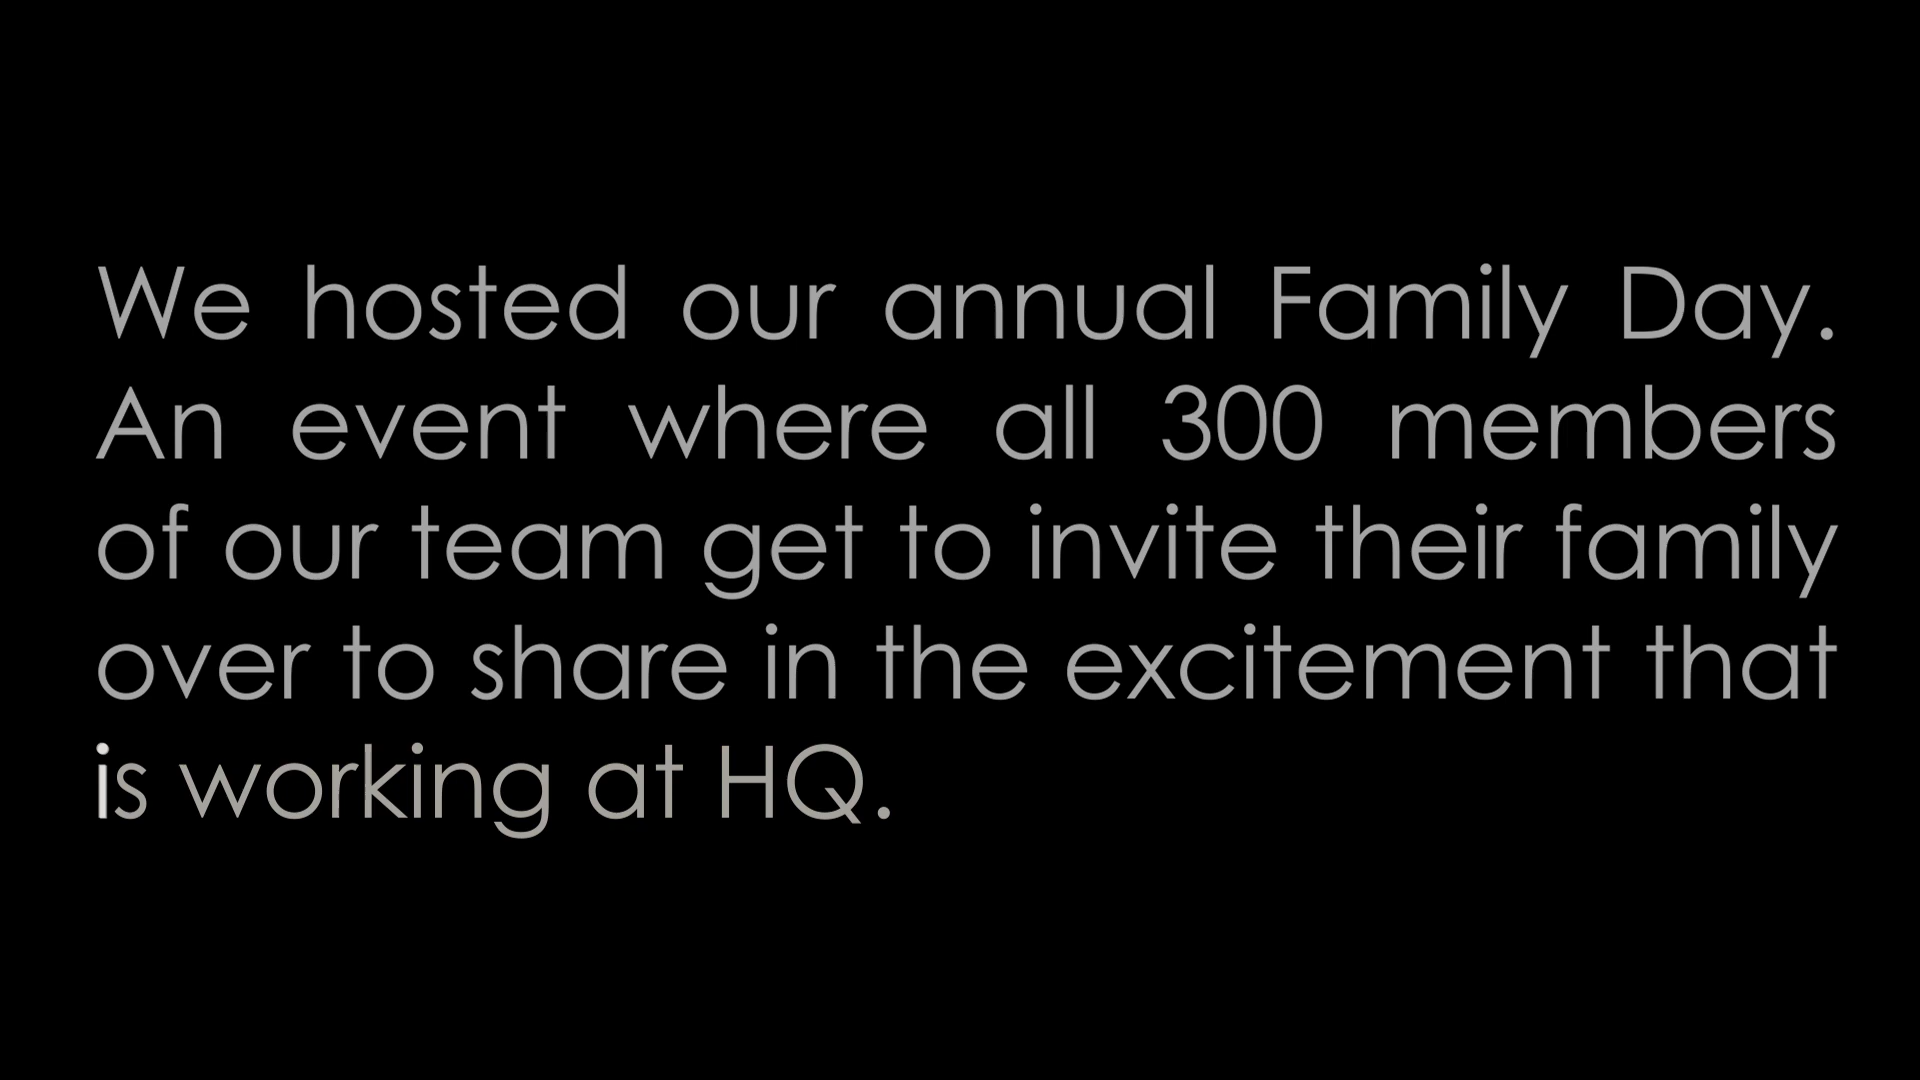 We hosted our annual Family Day.
An event where all 300 members
of our team get to invite their family
over to share in the excitement that
is working at HQ.